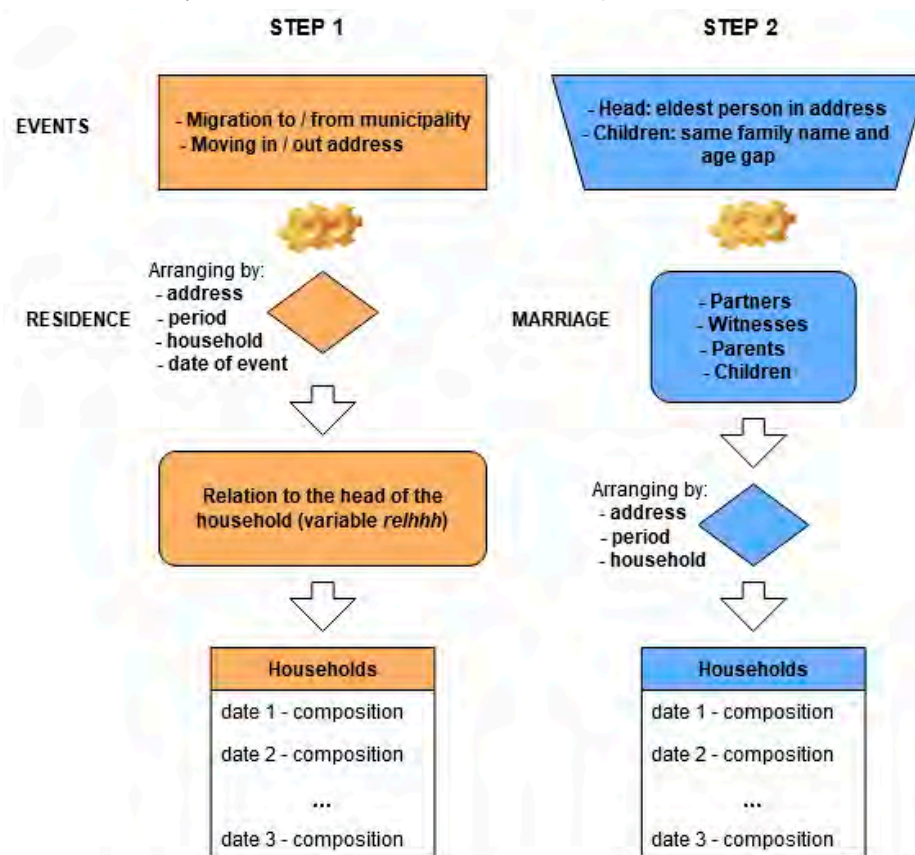 STEP 1
EVENTS
- Migration to / from municipality
- Moving in / out address
Arranging by:
- address
RESIDENCE
- period
- household
- date of event
Relation to the head of the
household (variable relhhh)
Households
date 1 - composition
date 2 - composition
...
date 3 - composition
STEP 2
- Head: eldest person in address
- Children: same family name and
age gap
MARRIAGE
- Partners
- Witnesses
- Parents
- Children
Arranging by:
- address
- period
- household
Households
date 1 - composition
date 2 - composition
...
date 3 - composition